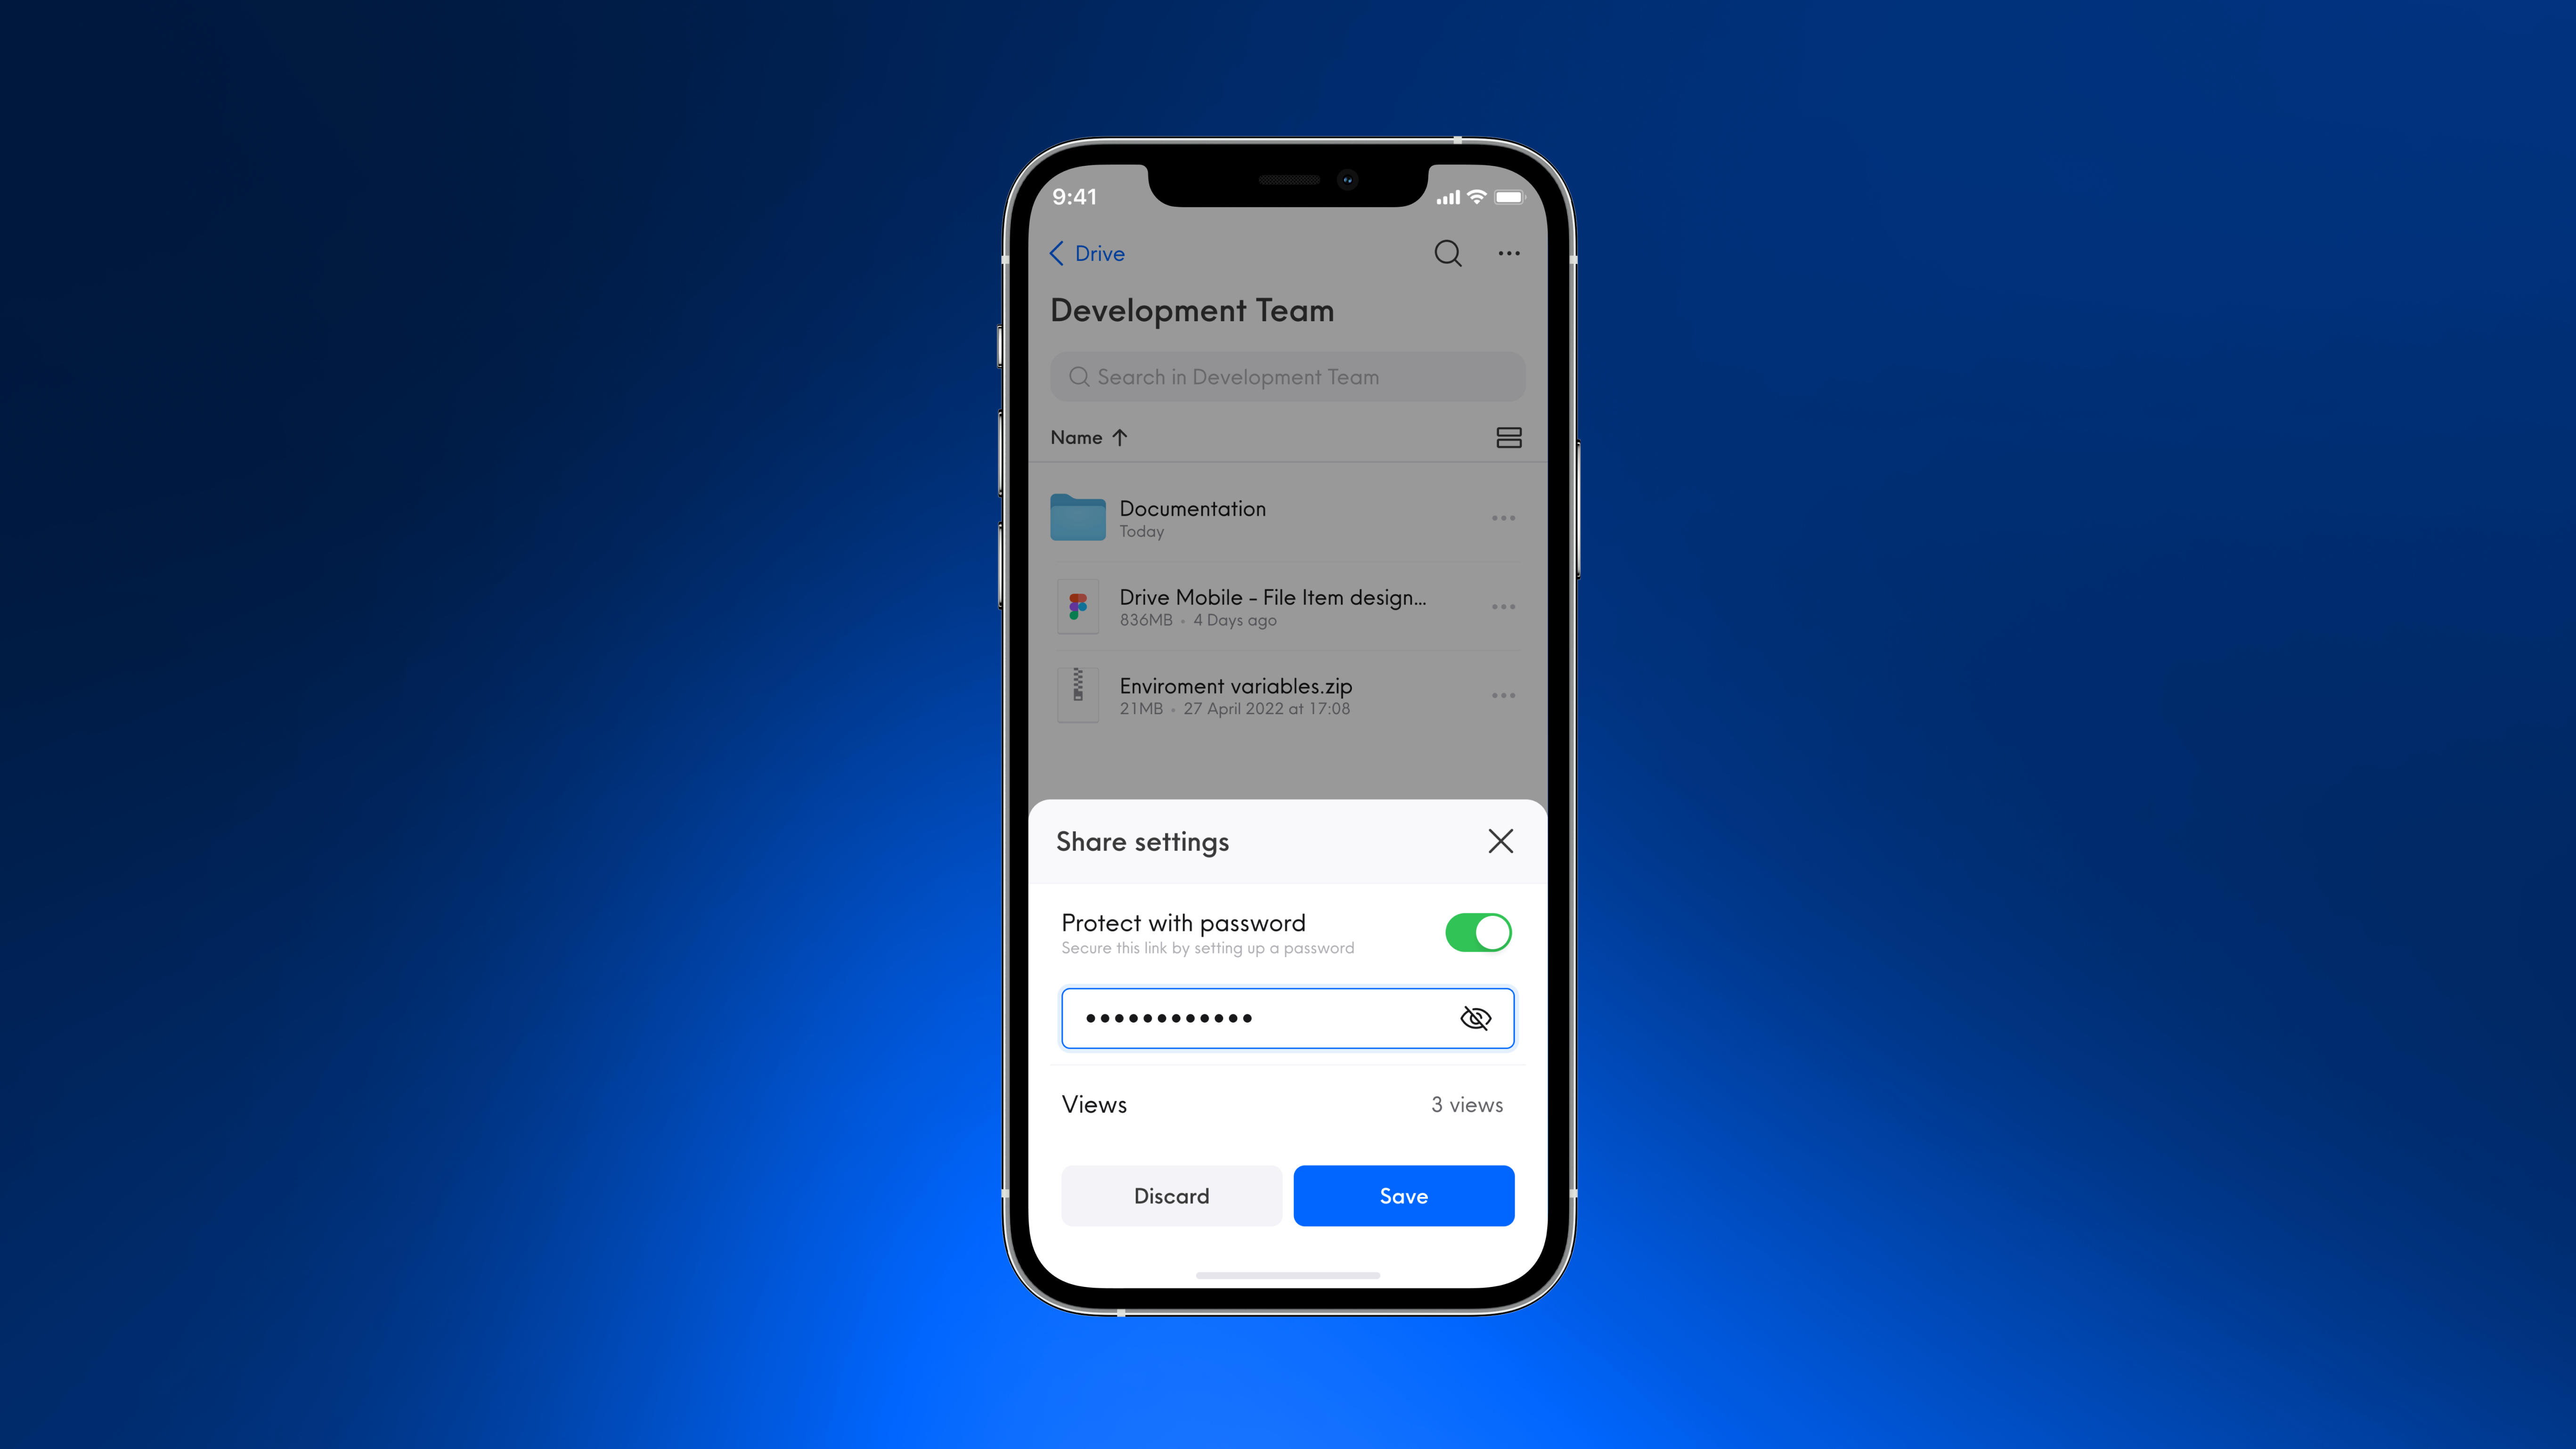 9:41
Drive
Development Team
Search in Development Team
Name
Documentation
Today
Drive Mobile - File Item design...
836MB • 4 Days ago
Enviroment variables.zip
21MB • 27 April 2022 at 17:08
Share settings
Protect with password
Secure this link by setting up a password
••••••••••••
Views 3 views
Discard Save